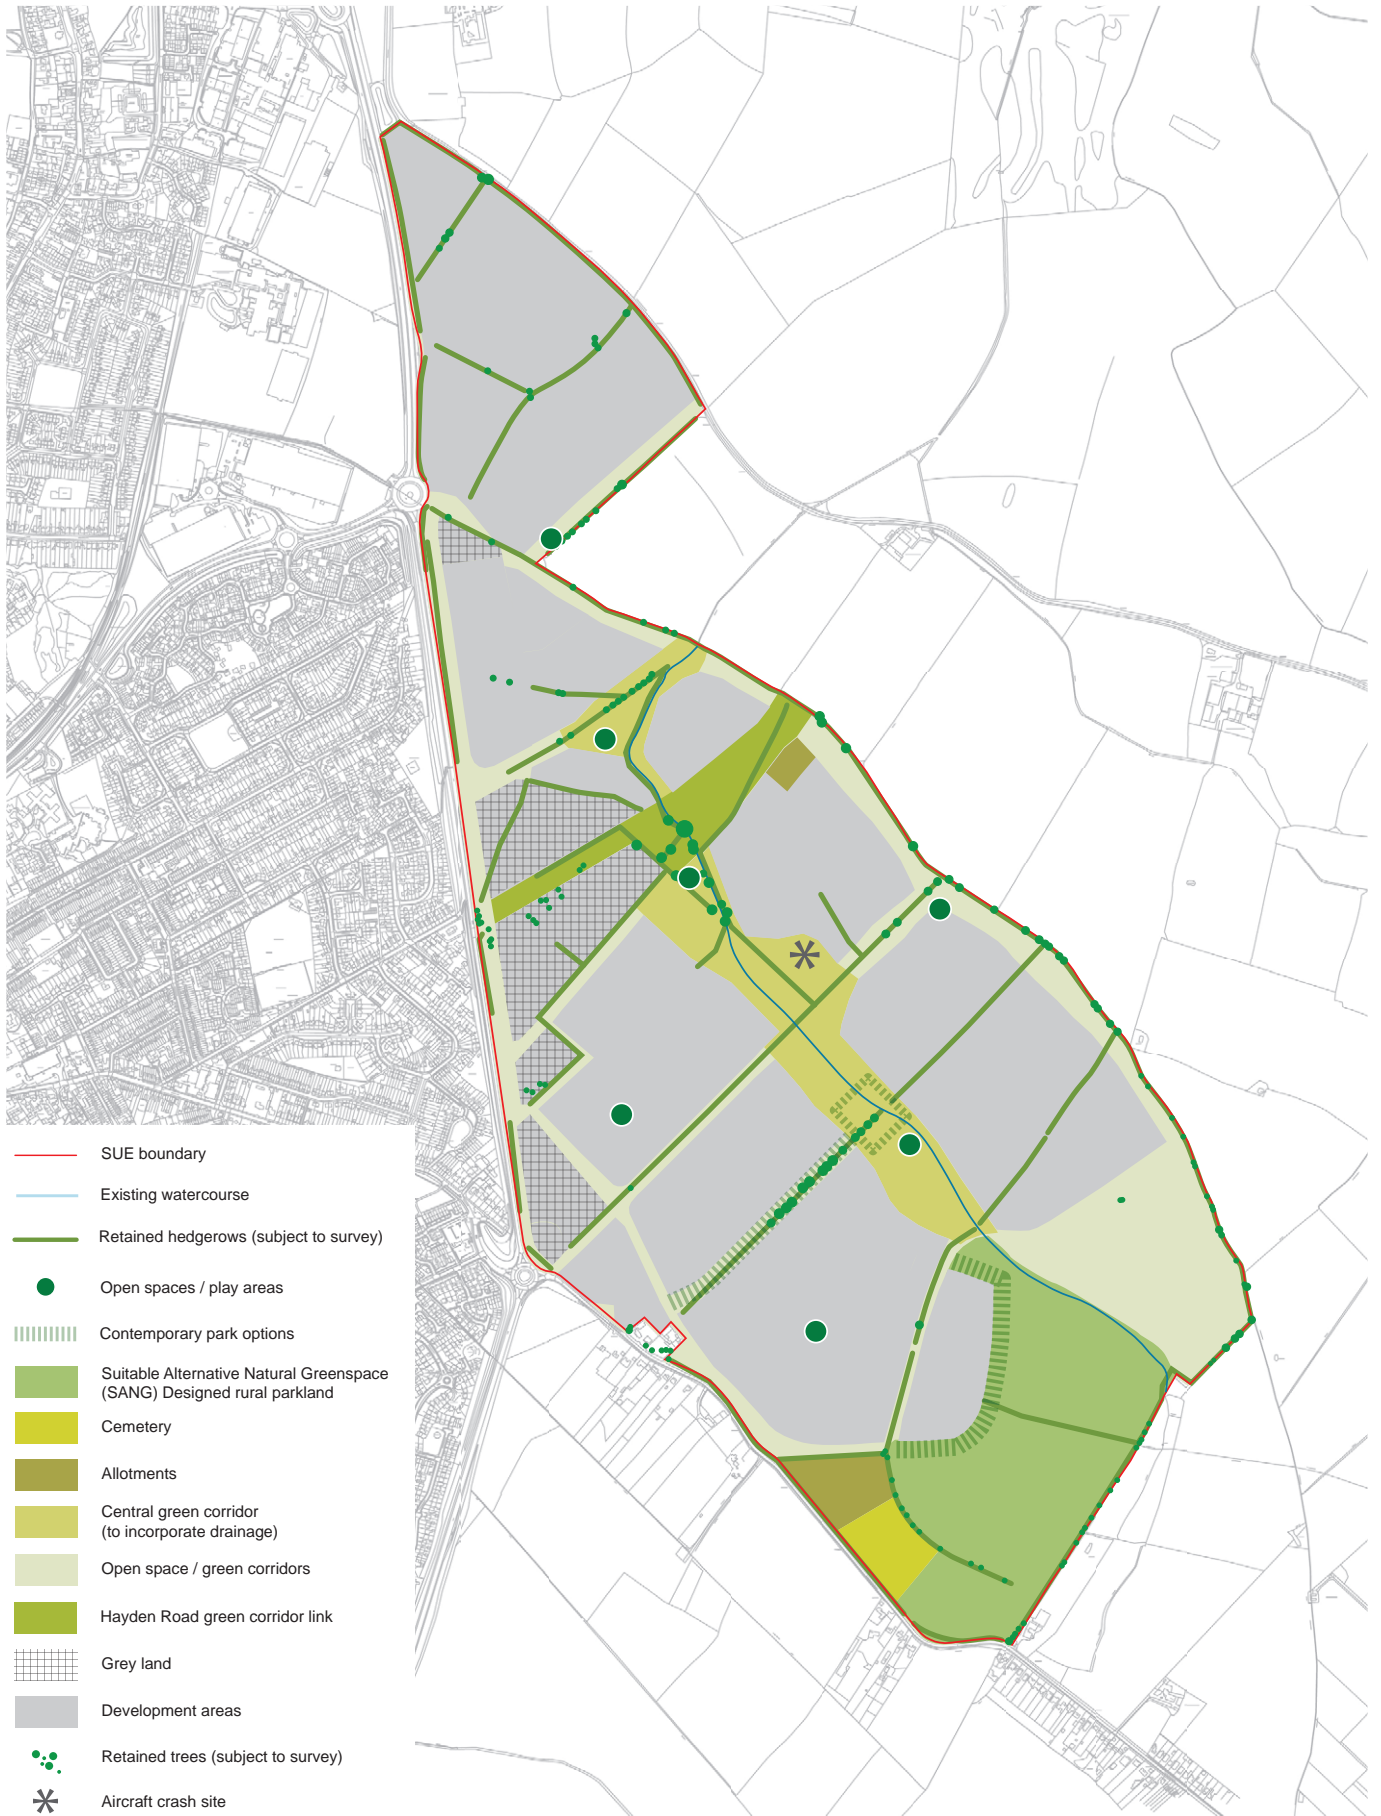 SUE boundary
Existing watercourse
Retained hedgerows (subject to survey)
Open spaces / play areas
Contemporary park options
Suitable Alternative Natural Greenspace
(SANG) Designed rural parkland
Cemetery
Allotments
Central green corridor
(to incorporate drainage)
Open space / green corridors
Hayden Road green corridor link
Grey land
Development areas
Retained trees (subject to survey)
Aircraft crash site